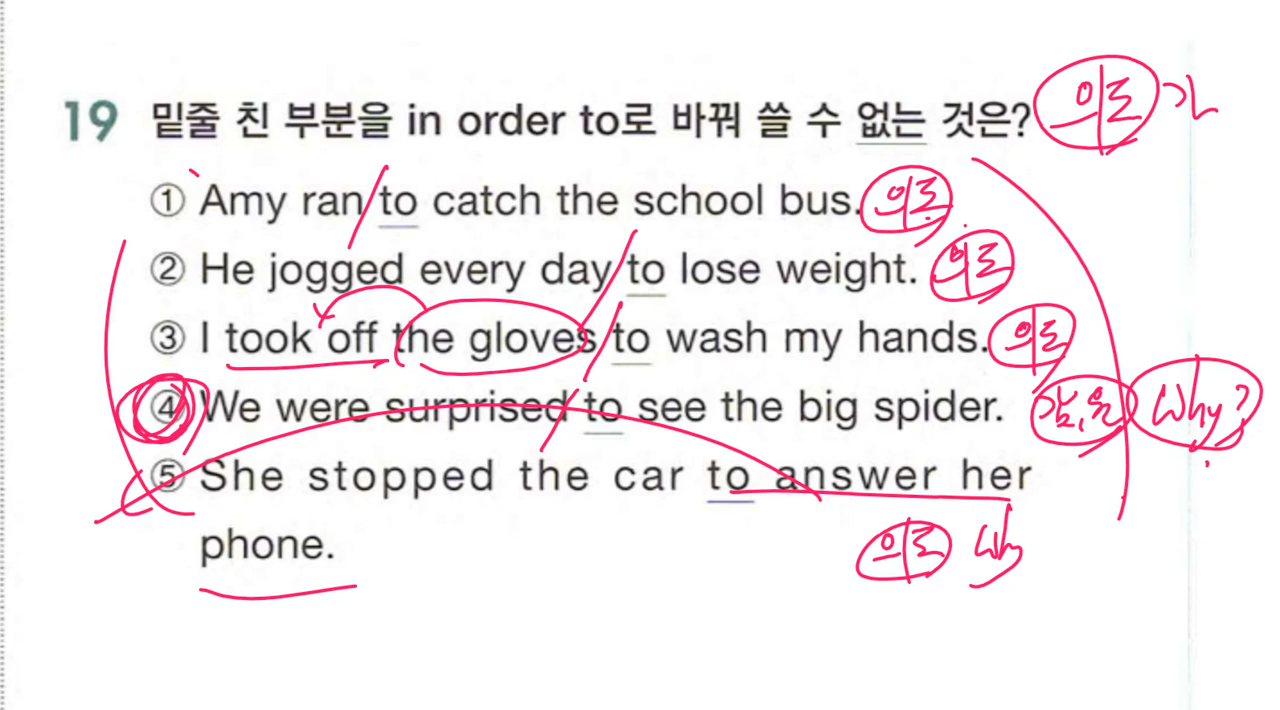 19 밑줄 친 부분을 in order to로 바꿔 쓸 수 없는 것은? 의도
① Amy ran to catch the school bus. 의도
② He jogged every day to lose weight. 의도
③ I took off the gloves to wash my hands. 의도
④ We were surprised to see the big spider. Why?
⑤ She stopped the car to answer her
phone. 의도 Why